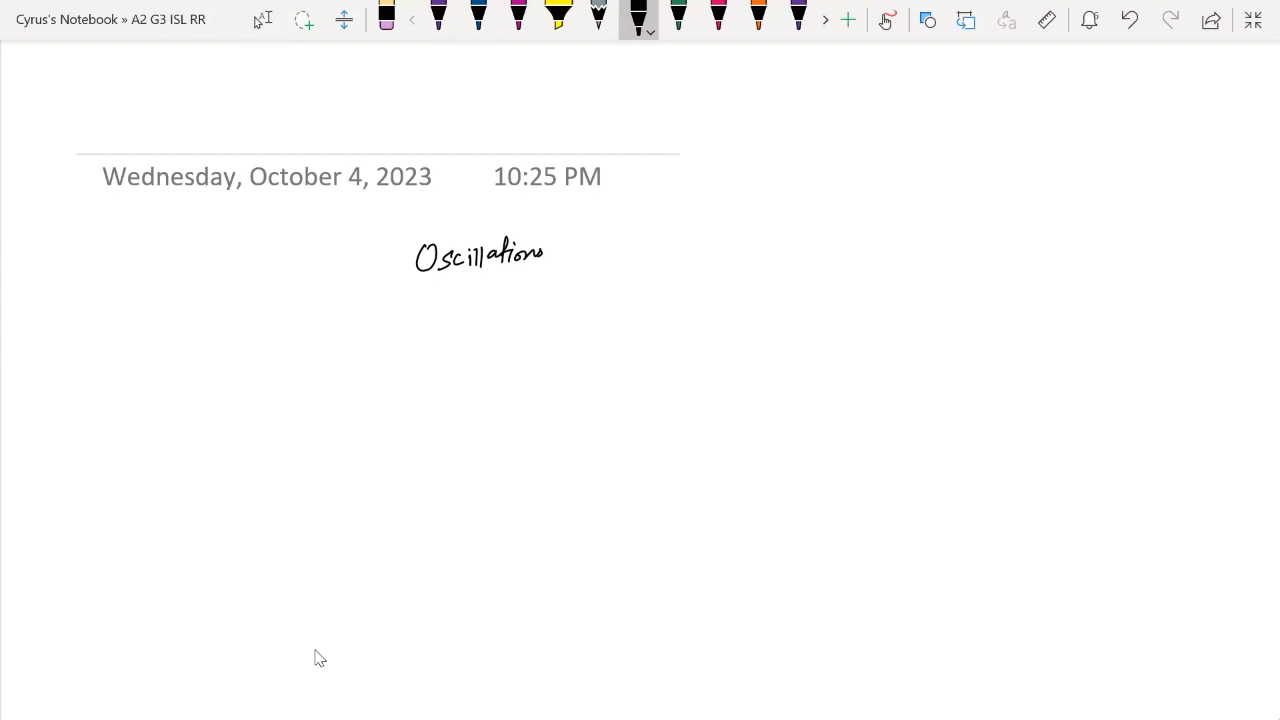 Cyrus's Notebook » A2 G3 ISL RR
Wednesday, October 4, 2023 10:25 PM
Oscillations